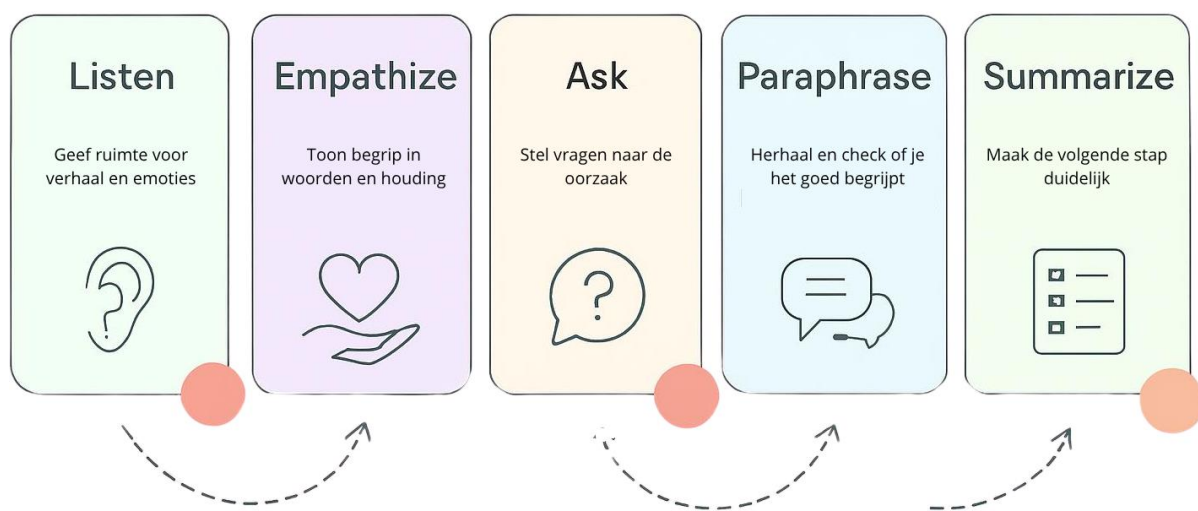 Listen
Geef ruimte voor
verhaal en emoties
Empathize
Toon begrip in
woorden en houding
Ask
Stel vragen naar de
oorzaak
Paraphrase
Herhaal en check of je
het goed begrijpt
Summarize
Maak de volgende stap
duidelijk